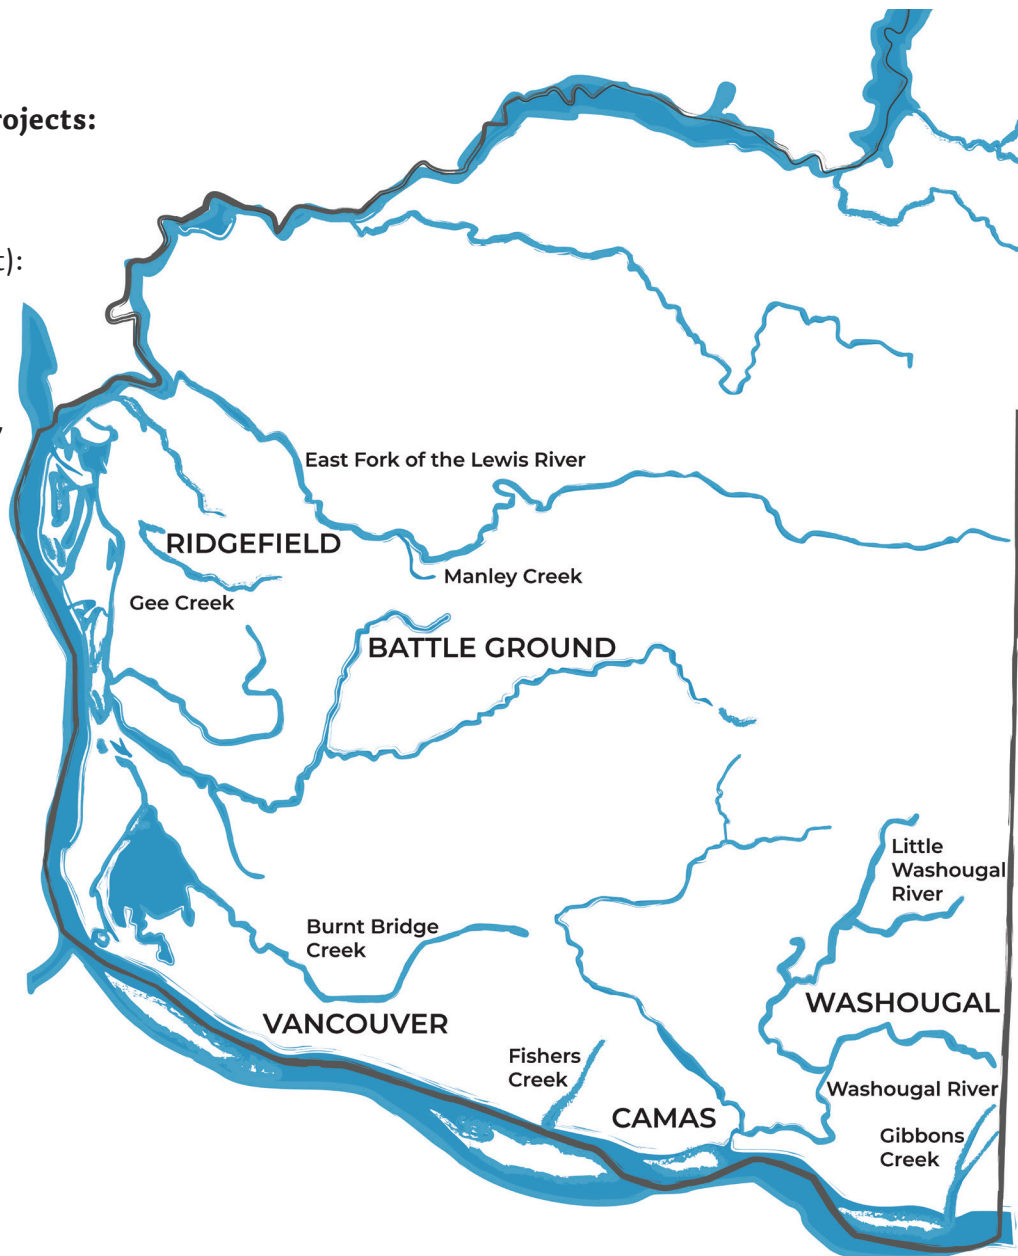 rojects:
t):
East Fork of the Lewis River
RIDGEFIELD
Manley Creek
Gee Creek
BATTLE GROUND
Little
Washougal
River
Burnt Bridge
Creek
WASHOUGAL
VANCOUVER
Fishers
Creek
Washougal River
CAMAS
Gibbons
Creek